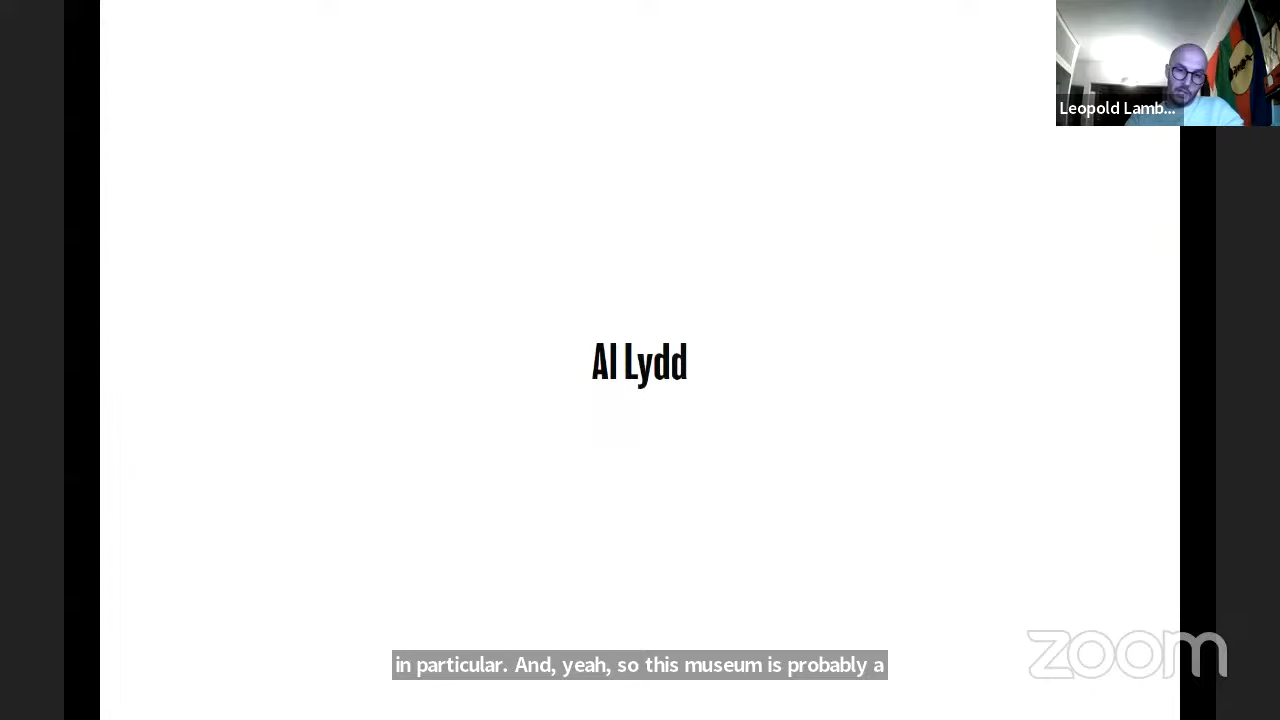 Leopold Lamb...
Al Lydd
in particular. And, yeah, so this museum is probably a
zoom